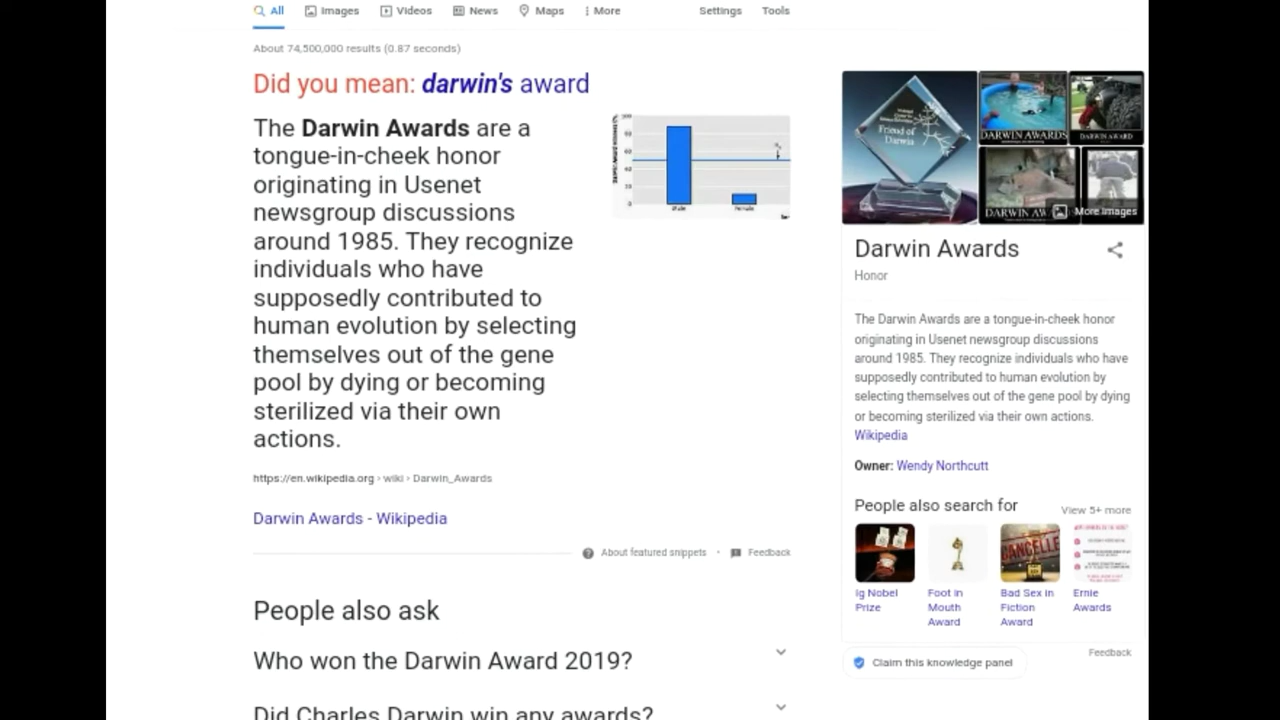 All Images Videos News Maps More Settings Tools
About 74,500,000 results (0.87 seconds)
Did you mean: darwin's award
The Darwin Awards are a
tongue-in-cheek honor
originating in Usenet
newsgroup discussions
around 1985. They recognize
individuals who have
supposedly contributed to
human evolution by selecting
themselves out of the gene
pool by dying or becoming
sterilized via their own
actions.
Male Female
https://en.wikipedia.org › wiki › Darwin_Awards
Darwin Awards - Wikipedia
About featured snippets · Feedback
People also ask
Who won the Darwin Award 2019?
Did Charles Darwin win any awards?
Friend of
Darwin
DARWIN AWARDS
DARWIN AWARD
DARWIN AW
More images
Darwin Awards
Honor
The Darwin Awards are a tongue-in-cheek honor
originating in Usenet newsgroup discussions
around 1985. They recognize individuals who have
supposedly contributed to human evolution by
selecting themselves out of the gene pool by dying
or becoming sterilized via their own actions.
Wikipedia
Owner: Wendy Northcutt
People also search for View 5+ more
CANCELLE
Ig Nobel
Prize
Foot in
Mouth
Award
Bad Sex in
Fiction
Award
Ernie
Awards
Feedback
Claim this knowledge panel